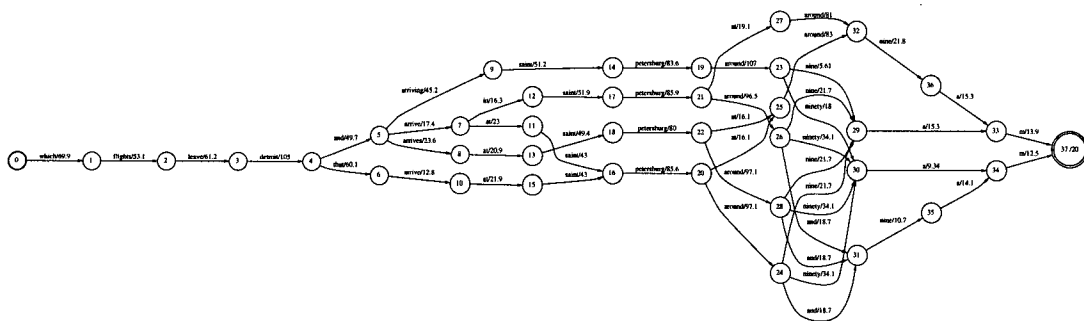 0
which/69.9
1
flights/53.1
2
leave/61.2
3
detroit/105
4
and/49.7
5
that/60.1
6
arriving/45.2
9
saint/51.2
14
petersburg/83.6
19
around/107
23
arrive/17.4
7
in/16.3
12
saint/51.9
17
petersburg/85.9
21
at/19.1
27
around/81
32
around/83
around/96.5
at/23
11
saint/43
arrives/23.6
8
at/20.9
13
saint/49.4
18
petersburg/80
22
at/16.1
25
at/16.1
26
arrive/12.8
10
at/21.9
15
saint/43
16
petersburg/85.6
20
around/97.1
28
around/97.1
24
nine/5.61
nine/21.7
ninety/18
29
ninety/34.1
nine/21.7
30
nine/21.7
ninety/34.1
and/18.7
and/18.7
31
ninety/34.1
and/18.7
nine/21.8
36
a/15.3
a/15.3
33
a/9.34
34
nine/10.7
35
a/14.1
m/13.9
m/12.5
37/20